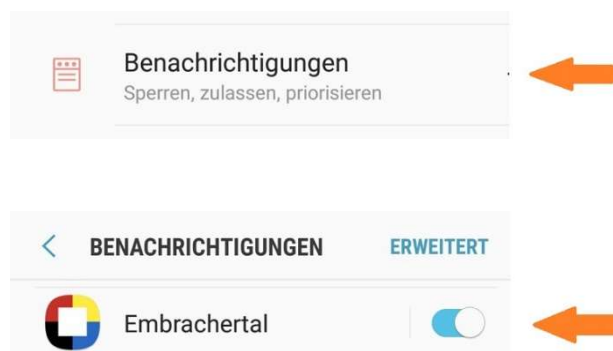 Benachrichtigungen
Sperren, zulassen, priorisieren
BENACHRICHTIGUNGEN ERWEITERT
Embrachertal